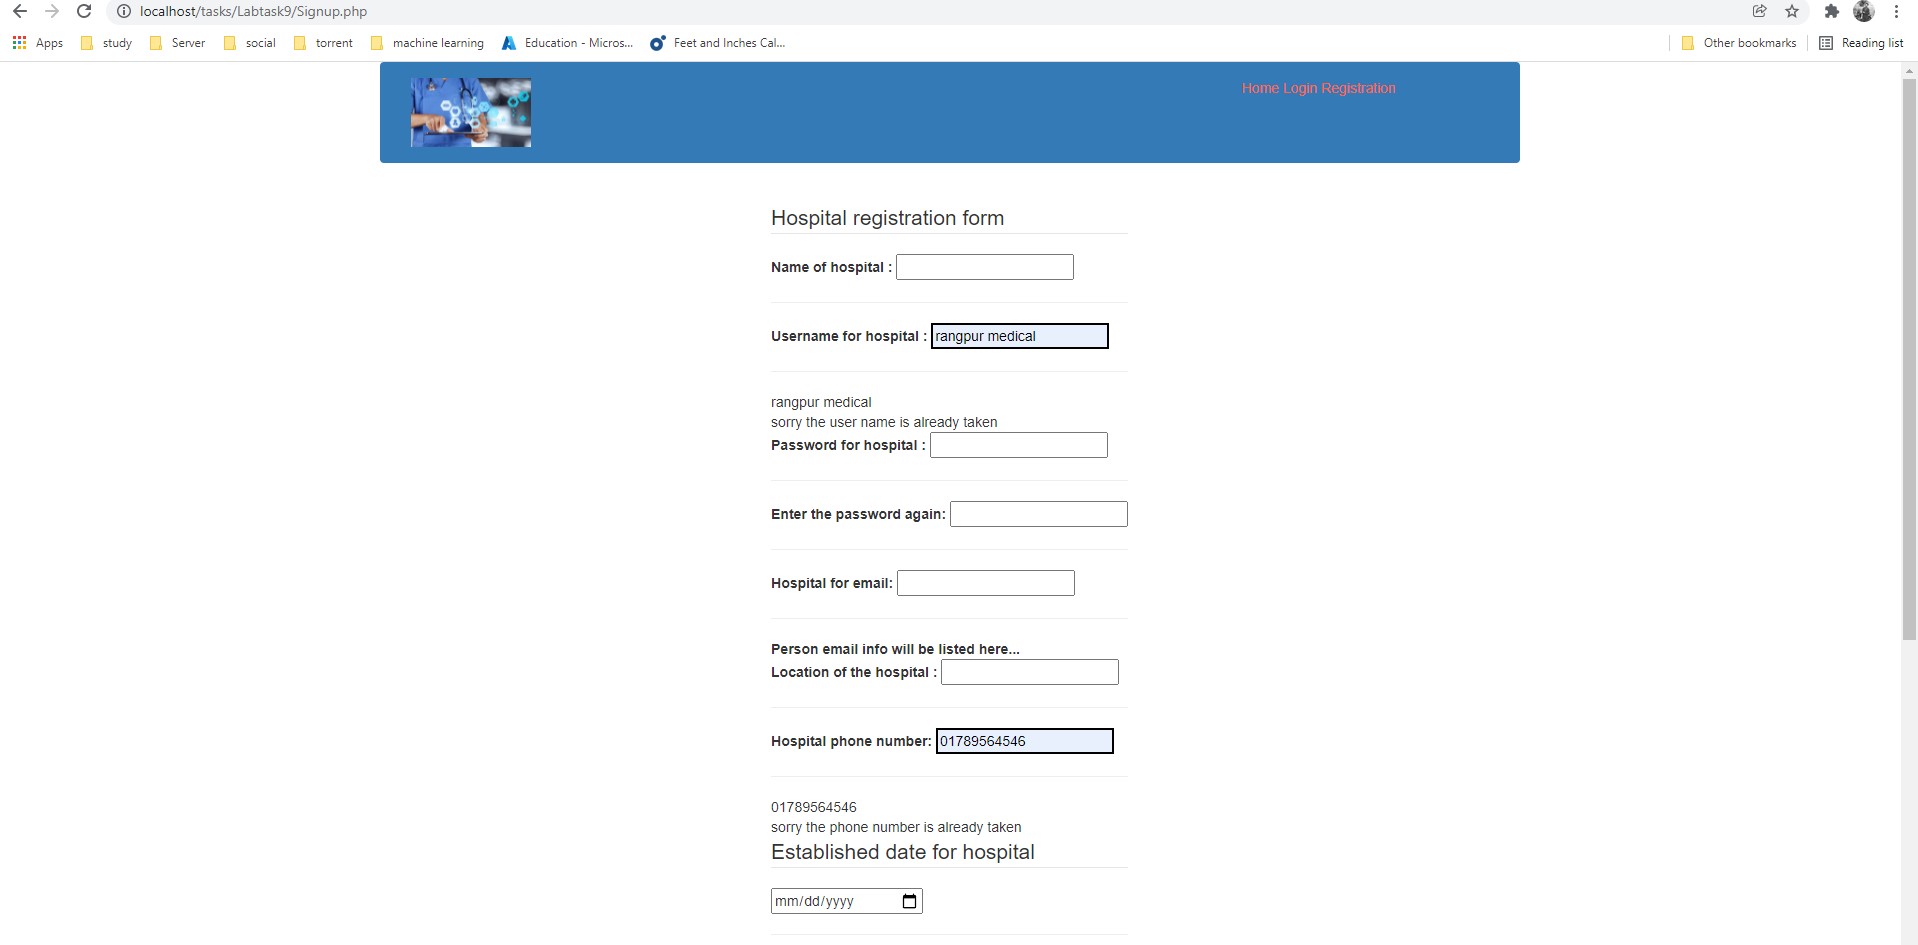 localhost/tasks/Labtask9/Signup.php
Apps study Server social torrent machine learning Education - Micros... Feet and Inches Cal... Other bookmarks Reading list
Home Login Registration
Hospital registration form
Name of hospital :
Username for hospital : rangpur medical
rangpur medical
sorry the user name is already taken
Password for hospital :
Enter the password again:
Hospital for email:
Person email info will be listed here...
Location of the hospital :
Hospital phone number: 01789564546
01789564546
sorry the phone number is already taken
Established date for hospital
mm/dd/yyyy